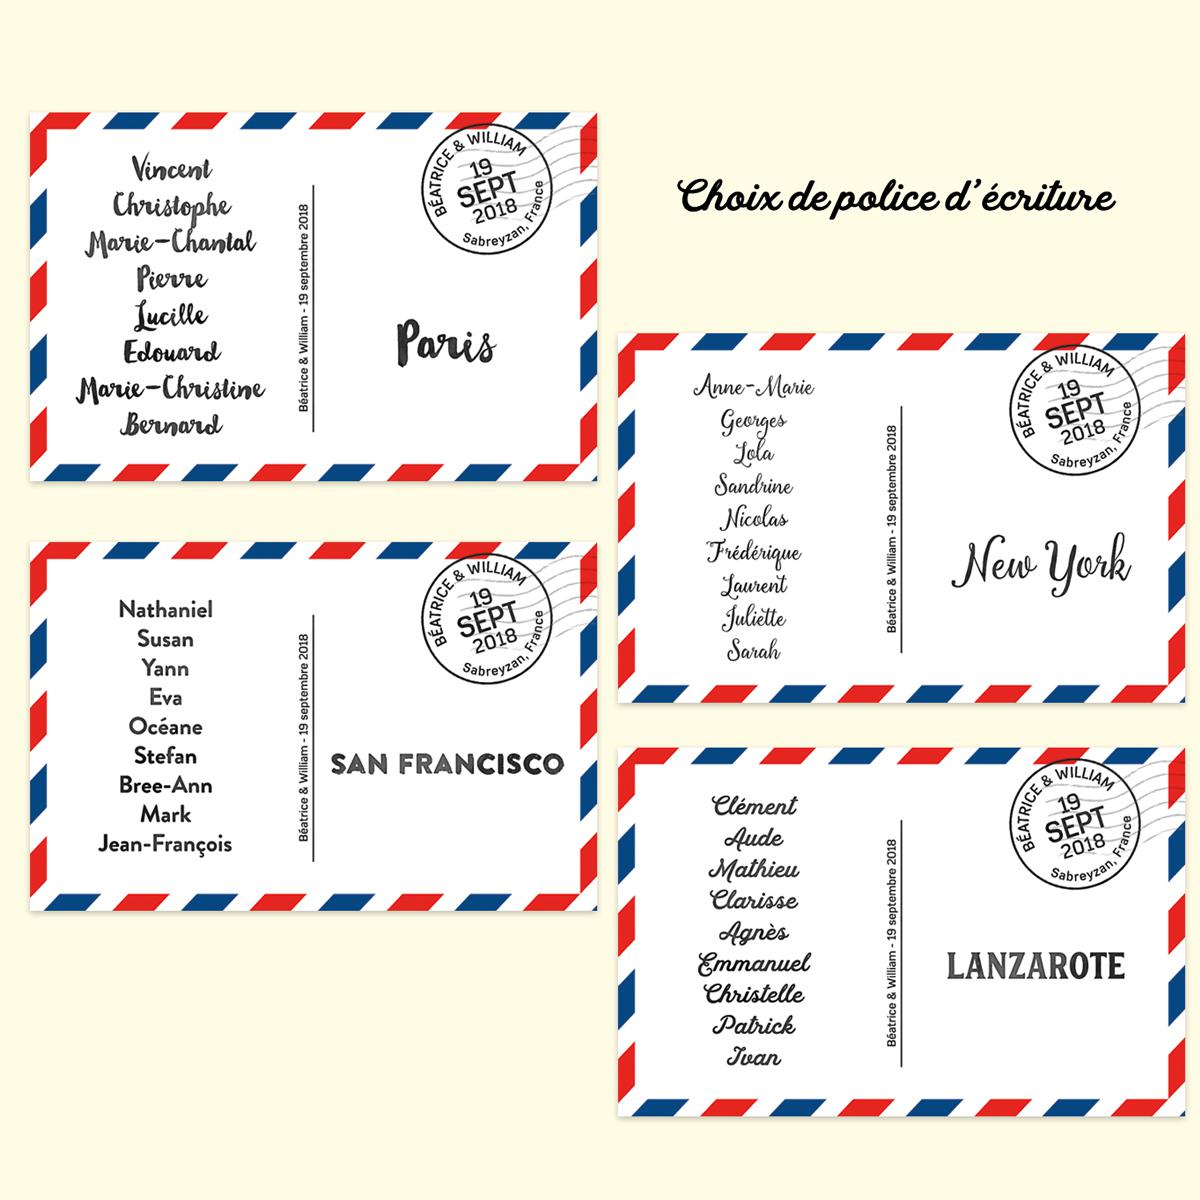 Choix de police d'écriture
Vincent
Christophe
Marie-Chantal
Pierre
Lucille
Edouard
Marie-Christine
Bernard
Béatrice & William - 19 septembre 2018
BÉATRICE & WILLIAM
19
SEPT
2018
Sabreyzan, France
Paris
Anne-Marie
Georges
Lola
Sandrine
Nicolas
Frédérique
Laurent
Juliette
Sarah
Béatrice & William - 19 septembre 2018
BÉATRICE & WILLIAM
19
SEPT
2018
Sabreyzan, France
New York
Nathaniel
Susan
Yann
Eva
Océane
Stefan
Bree-Ann
Mark
Jean-François
Béatrice & William - 19 septembre 2018
BÉATRICE & WILLIAM
19
SEPT
2018
Sabreyzan, France
SAN FRANCISCO
Clément
Aude
Mathieu
Clarisse
Agnès
Emmanuel
Christelle
Patrick
Ivan
Béatrice & William - 19 septembre 2018
BÉATRICE & WILLIAM
19
SEPT
2018
Sabreyzan, France
LANZAROTE